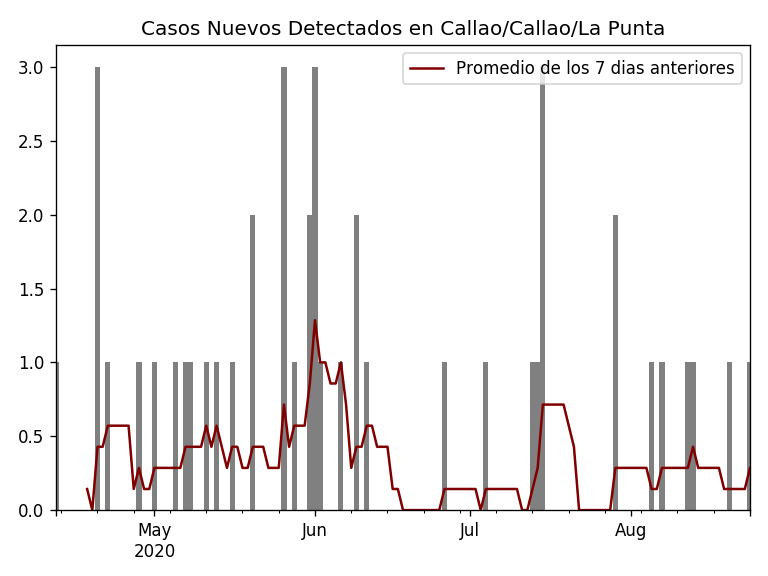 Casos Nuevos Detectados en Callao/Callao/La Punta
Promedio de los 7 dias anteriores
3.0
2.5
2.0
1.5
1.0
0.5
0.0
May
2020
Jun
Jul
Aug